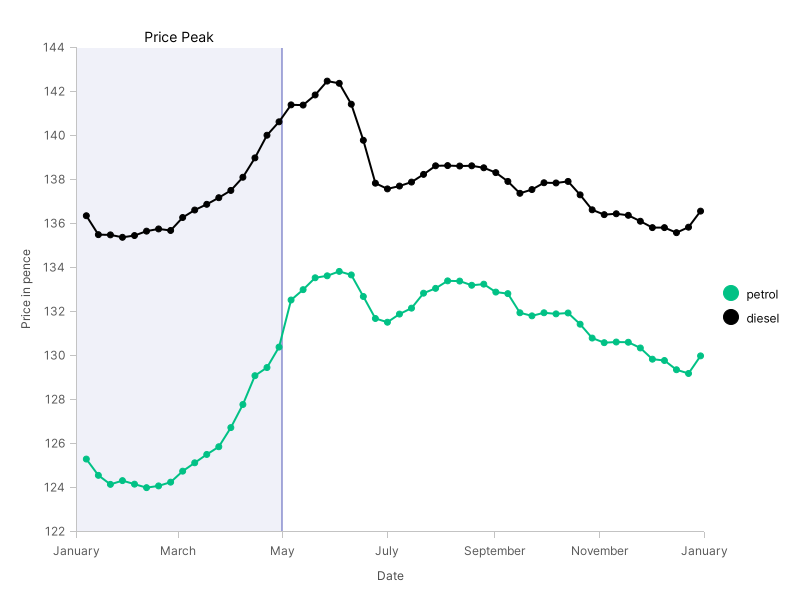 Price Peak
144
142
140
138
136
134
132
130
128
126
124
122
Price in pence
January March May July September November January
Date
petrol
diesel